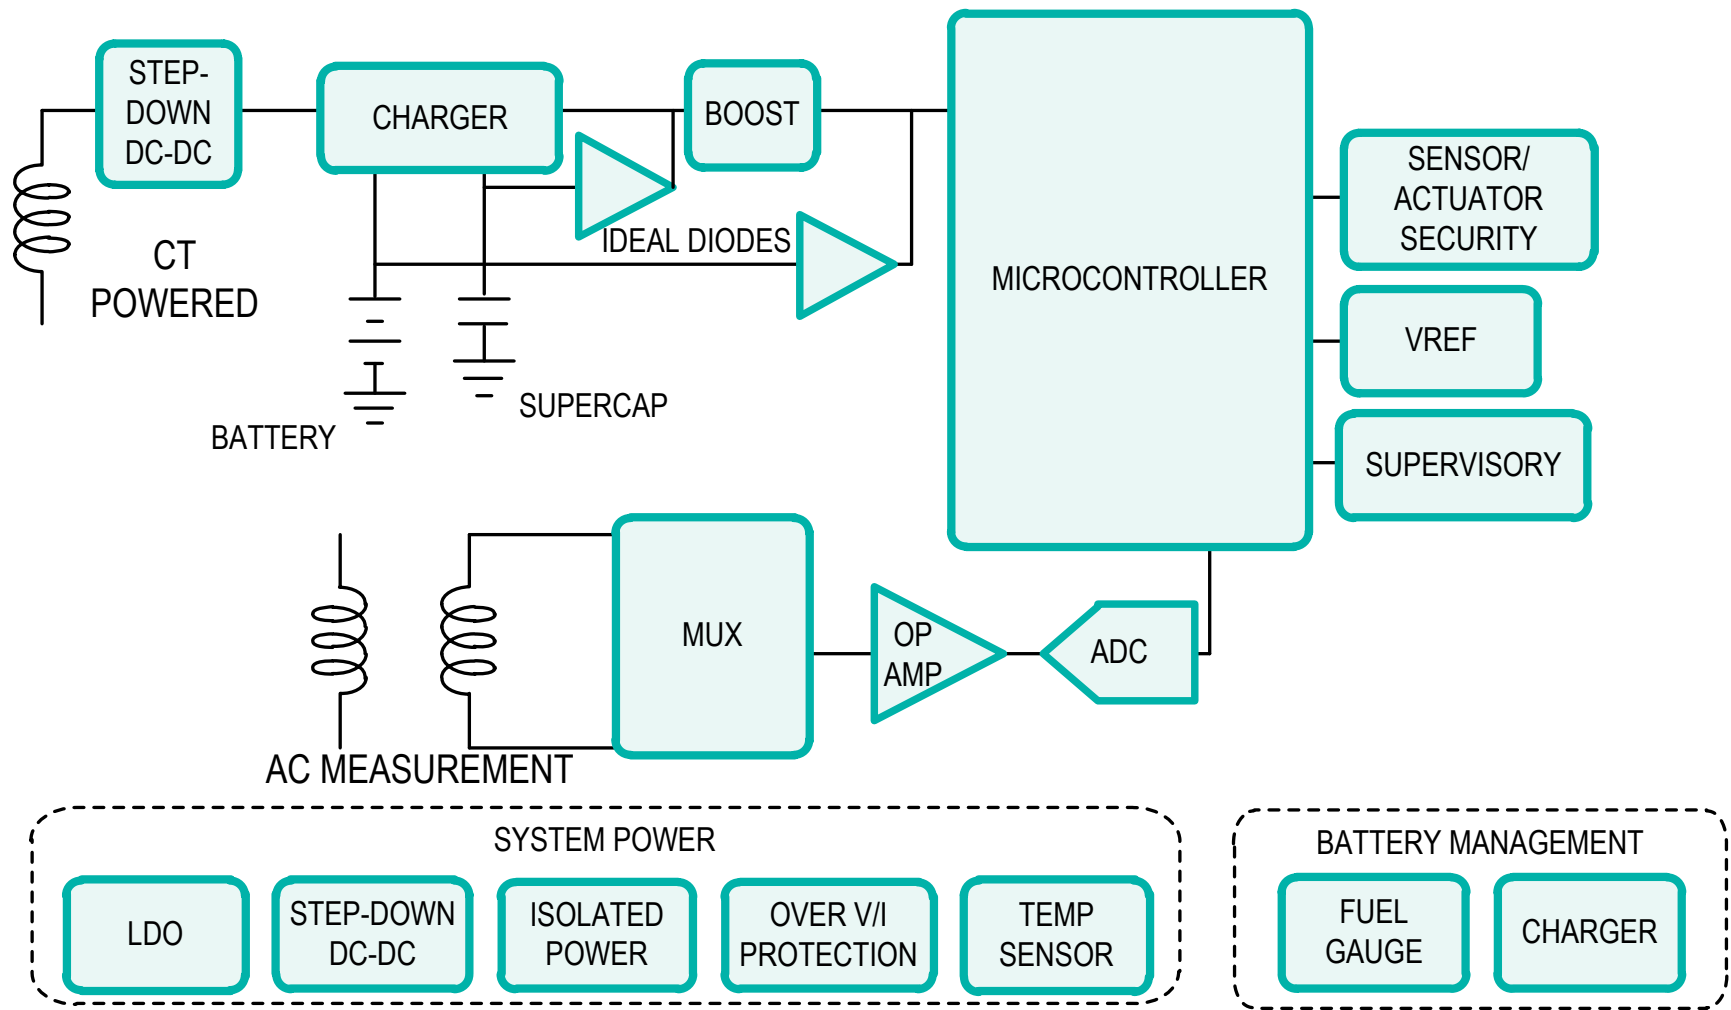 STEP-
DOWN
DC-DC
CHARGER
BOOST
CT
POWERED
IDEAL DIODES
BATTERY
SUPERCAP
MICROCONTROLLER
SENSOR/
ACTUATOR
SECURITY
VREF
SUPERVISORY
AC MEASUREMENT
MUX
OP
AMP
ADC
SYSTEM POWER
LDO
STEP-DOWN
DC-DC
ISOLATED
POWER
OVER V/I
PROTECTION
TEMP
SENSOR
BATTERY MANAGEMENT
FUEL
GAUGE
CHARGER